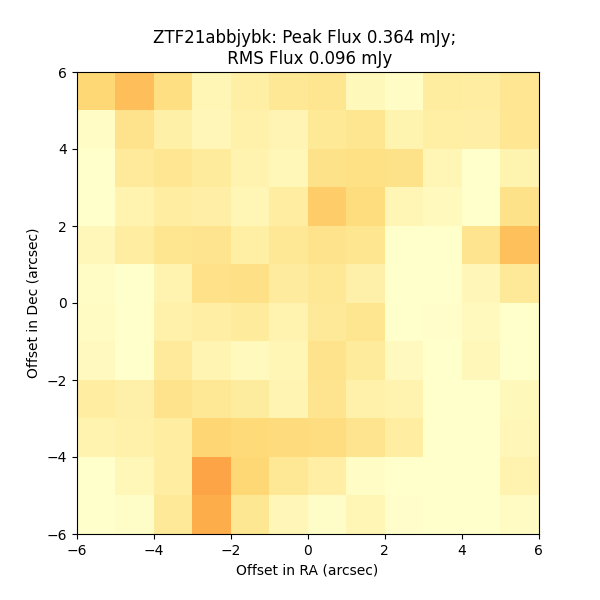 ZTF21abbjybk: Peak Flux 0.364 mJy;
RMS Flux 0.096 mJy
6
4
2
0
−2
−4
−6
Offset in Dec (arcsec)
−6 −4 −2 0 2 4 6
Offset in RA (arcsec)